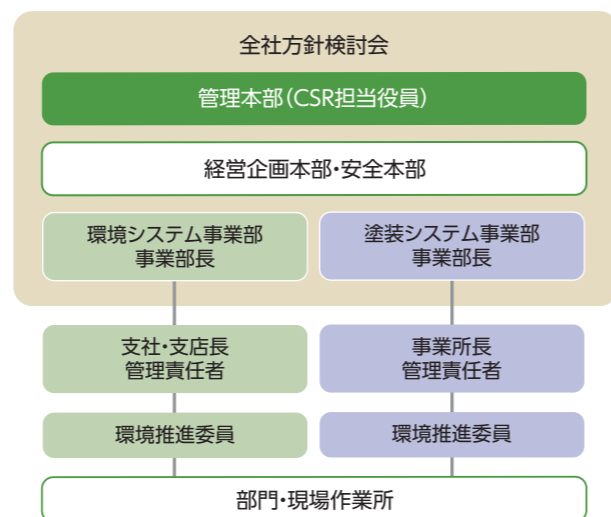 全社方針検討会
管理本部（CSR担当役員）
経営企画本部・安全本部
環境システム事業部
事業部長
塗装システム事業部
事業部長
支社・支店長
管理責任者
事業所長
管理責任者
環境推進委員
環境推進委員
部門・現場作業所